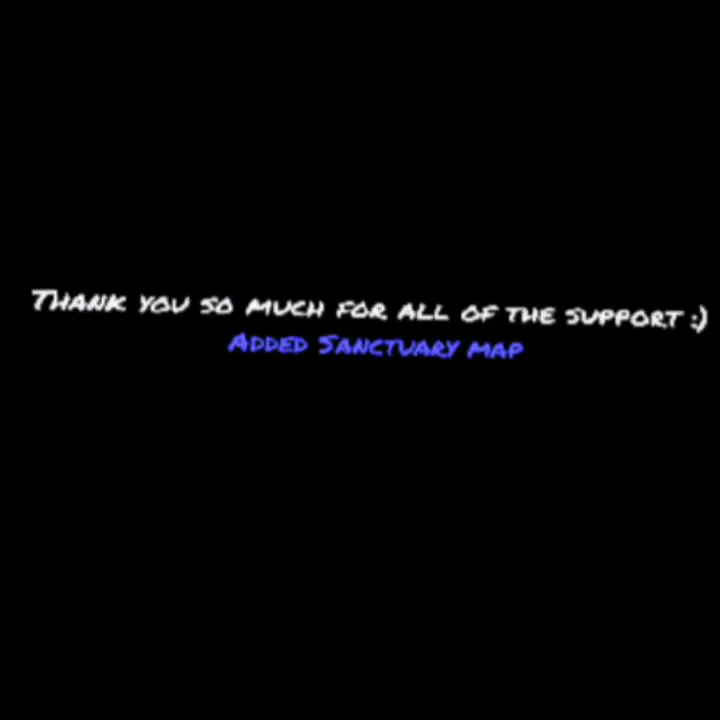 Thank you so much for all of the support :)
Added Sanctuary map